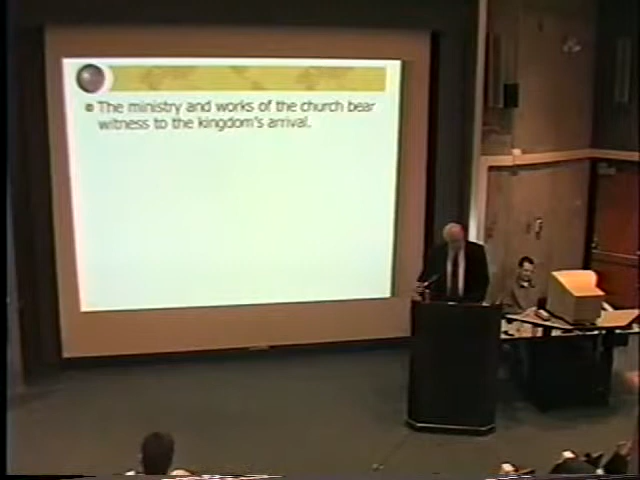 The ministry and works of the church bear
witness to the kingdom's arrival.